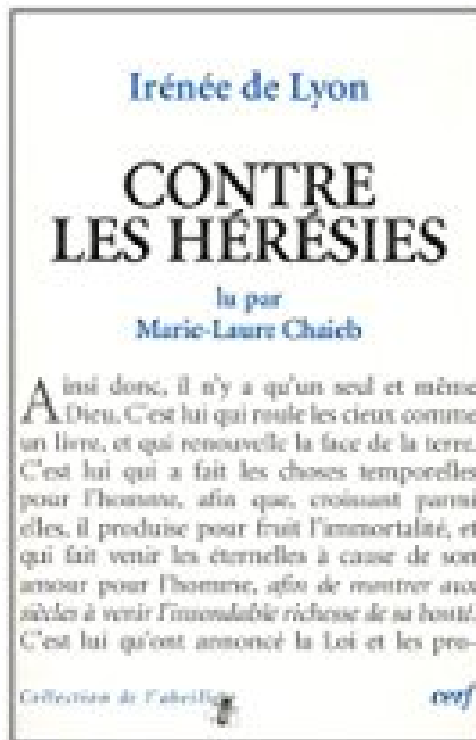 Irénée de Lyon
CONTRE
LES HÉRÉSIES
lu par
Marie-Laure Chaieb
Ainsi donc, il n'y a qu'un seul et même
Dieu. C'est lui qui roule les cieux comme
un livre, et qui renouvelle la face de la terre.
C'est lui qui a fait les choses temporelles
pour l'homme, afin que, croissant parmi
elles, il produise pour fruit l'immortalité, et
qui fait venir les éternelles à cause de son
amour pour l'homme, afin de montrer aux
siècles à venir l'insondable richesse de sa bonté.
C'est lui qu'ont annoncé la Loi et les pro-
Collection de l'abeille
cerf